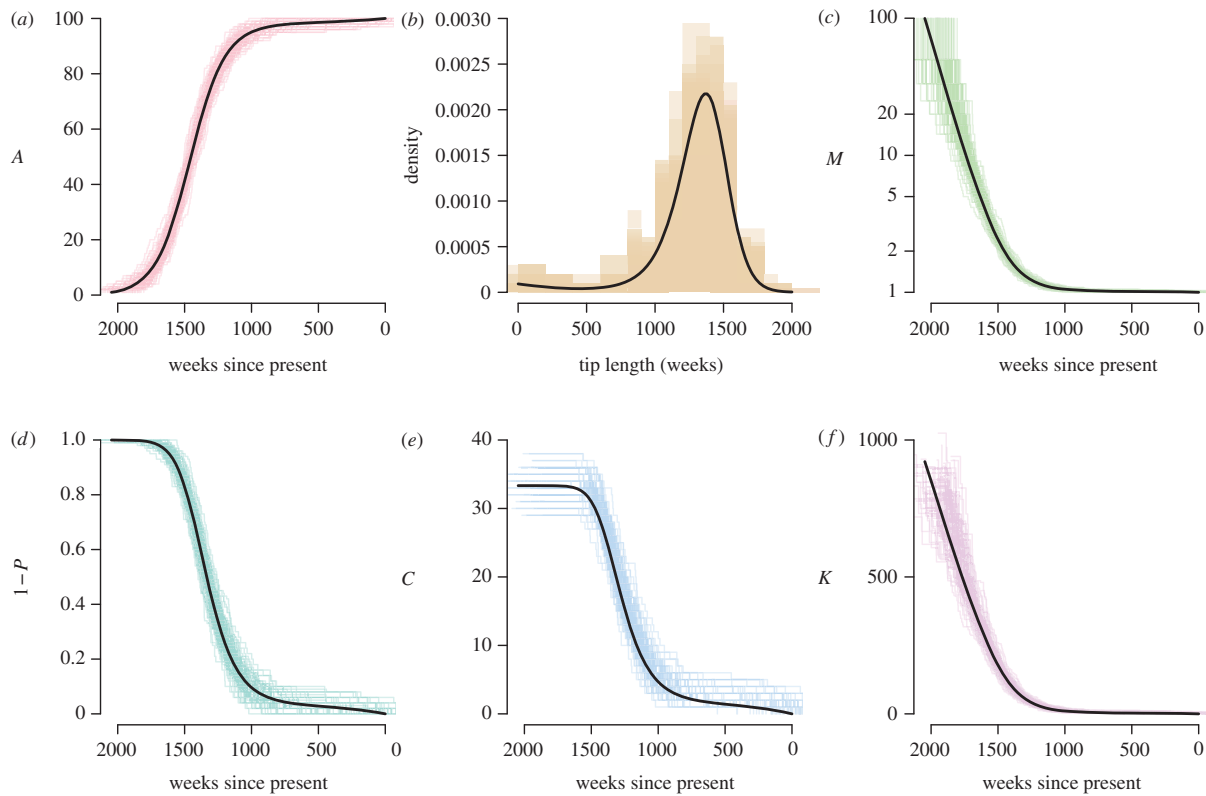 (a)
100
80
60
40
20
0
A
2000 1500 1000 500 0
weeks since present
(b)
0.0030
0.0025
0.0020
0.0015
0.0010
0.0005
0
density
0 500 1000 1500 2000
tip length (weeks)
(c)
100
20
10
5
2
1
M
2000 1500 1000 500 0
weeks since present
(d)
1.0
0.8
0.6
0.4
0.2
0
1–P
2000 1500 1000 500 0
weeks since present
(e)
40
30
20
10
0
C
2000 1500 1000 500 0
weeks since present
(f)
1000
500
0
K
2000 1500 1000 500 0
weeks since present